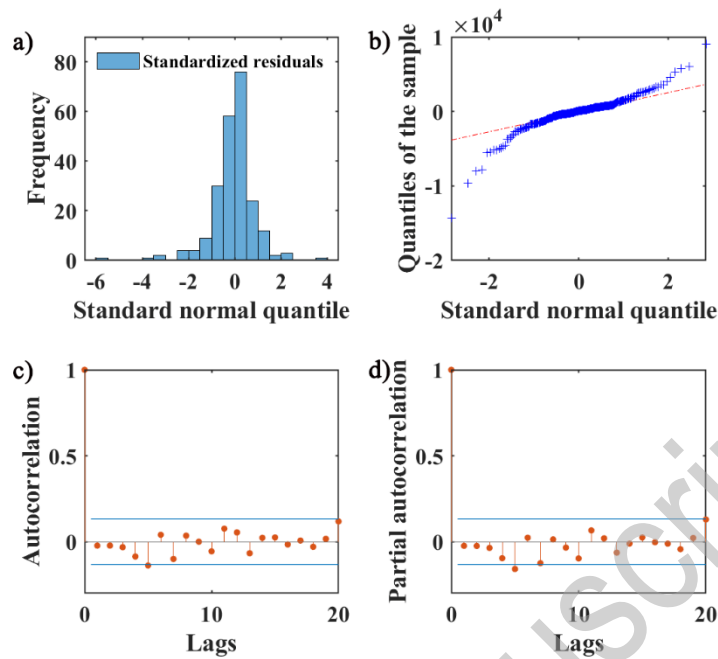 a)
Standardized residuals
Frequency
80
60
40
20
0
-6 -4 -2 0 2 4
Standard normal quantile
b)
×10⁴
Quantiles of the sample
1
0
-1
-2
-2 0 2
Standard normal quantile
c)
Autocorrelation
1
0.5
0
0 10 20
Lags
d)
Partial autocorrelation
1
0.5
0
0 10 20
Lags